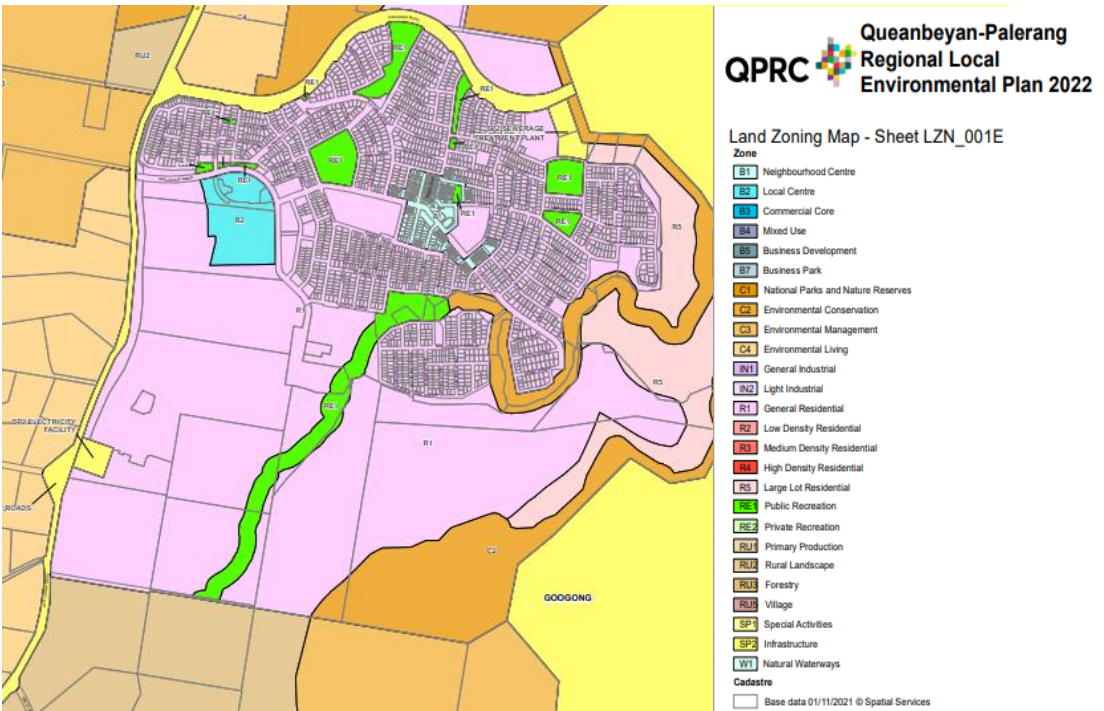 C4
RU2
RE1
RE1
RE1
SP2 SEWERAGE
TREATMENT PLANT
RE1
RE1
RE1
B2
RE1
RE1
R5
R1
R5
RE1
R1
SP2 ELECTRICITY
FACILITY
ROADS
C2
GOOGONG
QPRC
Queanbeyan-Palerang
Regional Local
Environmental Plan 2022
Land Zoning Map - Sheet LZN_001E
Zone
B1 Neighbourhood Centre
B2 Local Centre
B3 Commercial Core
B4 Mixed Use
B5 Business Development
B7 Business Park
C1 National Parks and Nature Reserves
C2 Environmental Conservation
C3 Environmental Management
C4 Environmental Living
IN1 General Industrial
IN2 Light Industrial
R1 General Residential
R2 Low Density Residential
R3 Medium Density Residential
R4 High Density Residential
R5 Large Lot Residential
RE1 Public Recreation
RE2 Private Recreation
RU1 Primary Production
RU2 Rural Landscape
RU3 Forestry
RU5 Village
SP1 Special Activities
SP2 Infrastructure
W1 Natural Waterways
Cadastre
Base data 01/11/2021 © Spatial Services